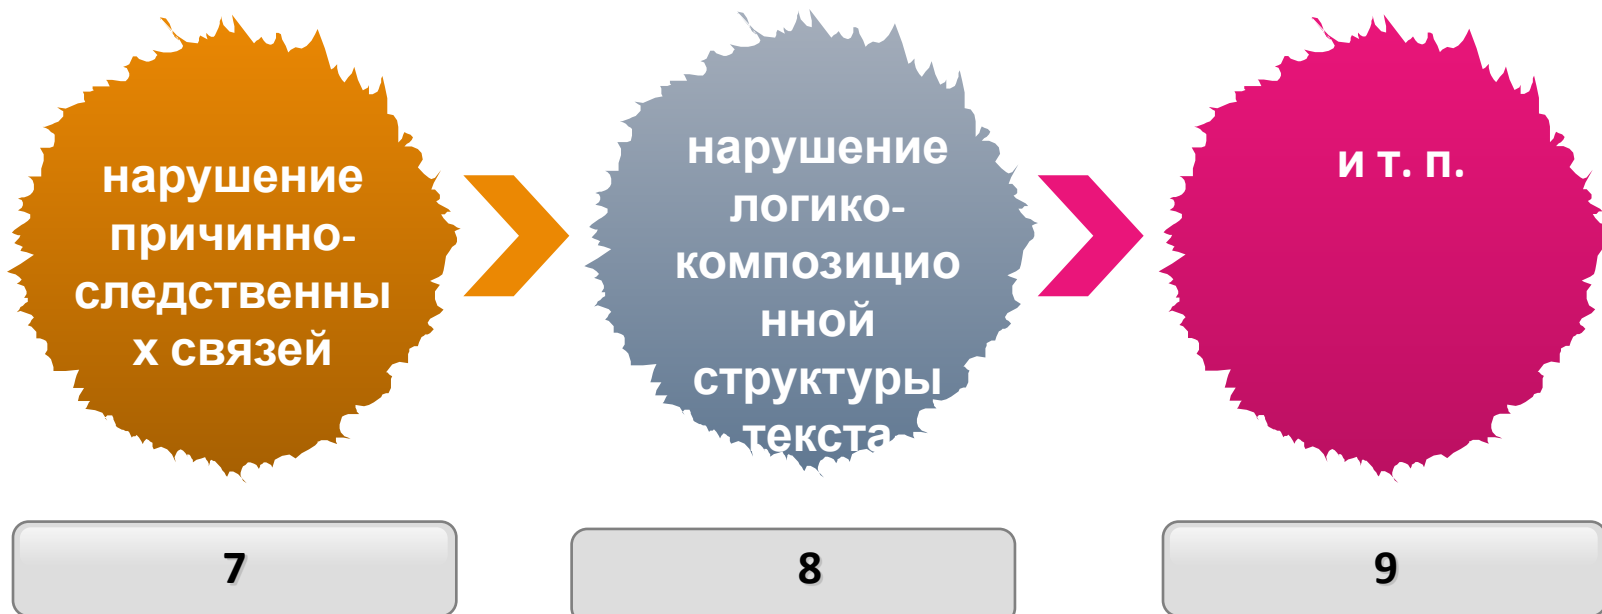 нарушение
причинно-
следственны
х связей
нарушение
логико-
композицио
нной
структуры
текста
и т. п.
7
8
9